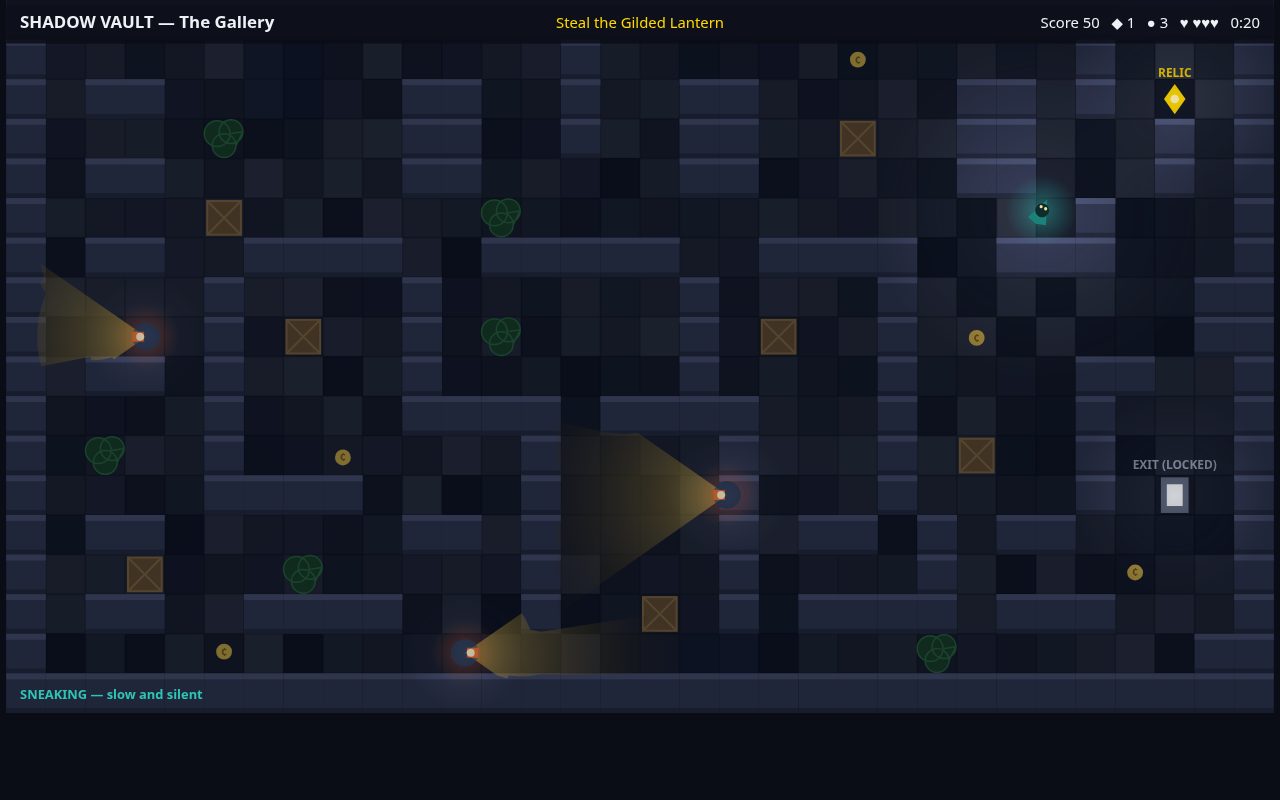 SHADOW VAULT — The Gallery
Steal the Gilded Lantern
Score 50 ◆ 1 ● 3 ♥ ♥♥♥ 0:20
C
RELIC
C
C
EXIT (LOCKED)
C
C
SNEAKING — slow and silent